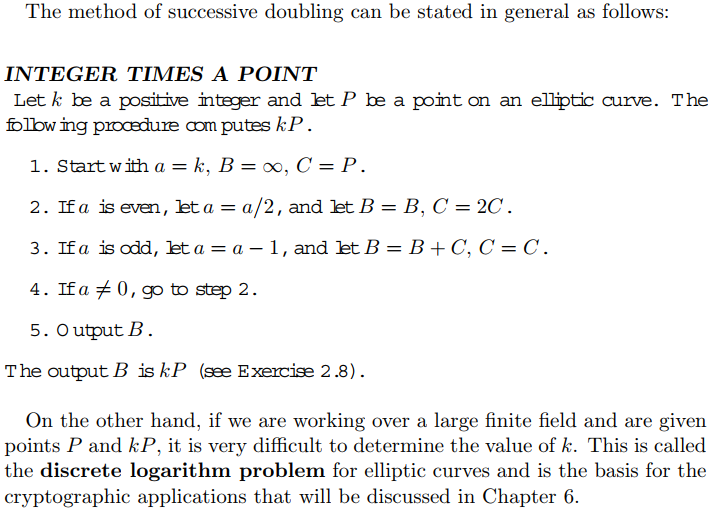 The method of successive doubling can be stated in general as follows:
INTEGER TIMES A POINT
Let k be a positive integer and let P be a point on an elliptic curve. The
following procedure computes kP.
1. Start with a = k, B = ∞, C = P.
2. If a is even, let a = a/2, and let B = B, C = 2C.
3. If a is odd, let a = a − 1, and let B = B + C, C = C.
4. If a ≠ 0, go to step 2.
5. Output B.
The output B is kP (see Exercise 2.8).
On the other hand, if we are working over a large finite field and are given
points P and kP, it is very difficult to determine the value of k. This is called
the discrete logarithm problem for elliptic curves and is the basis for the
cryptographic applications that will be discussed in Chapter 6.